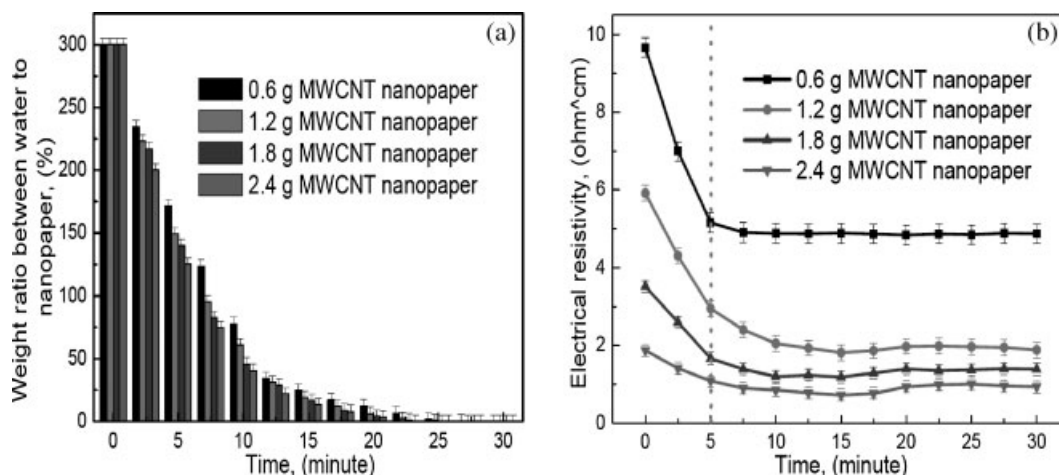 (a)
Weight ratio between water to
nanopaper, (%)
300
250
200
150
100
50
0
0.6 g MWCNT nanopaper
1.2 g MWCNT nanopaper
1.8 g MWCNT nanopaper
2.4 g MWCNT nanopaper
0 5 10 15 20 25 30
Time, (minute)
(b)
Electrical resistivity, (ohm^cm)
10
8
6
4
2
0
0.6 g MWCNT nanopaper
1.2 g MWCNT nanopaper
1.8 g MWCNT nanopaper
2.4 g MWCNT nanopaper
0 5 10 15 20 25 30
Time, (minute)